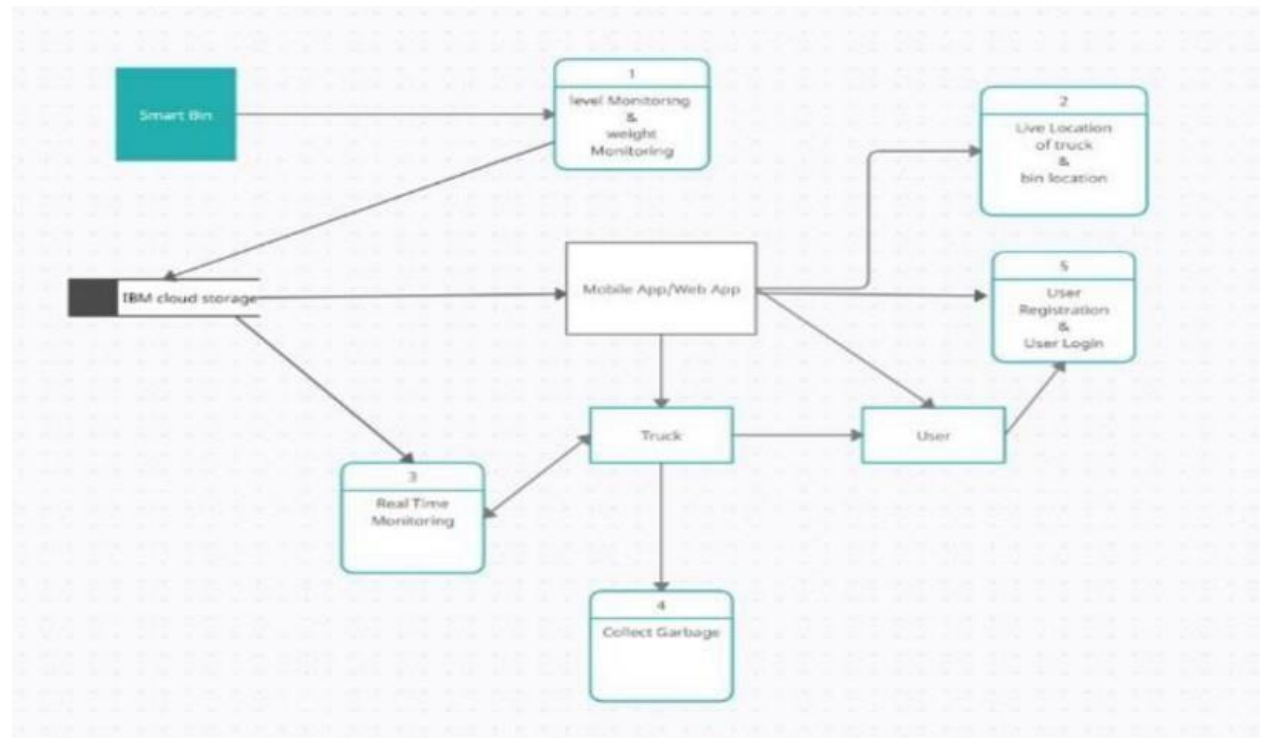 Smart Bin
1
level Monitoring
&
weight
Monitoring
2
Live Location
of truck
&
bin location
IBM cloud storage
Mobile App/Web App
5
User
Registration
&
User Login
Truck
User
3
Real Time
Monitoring
4
Collect Garbage